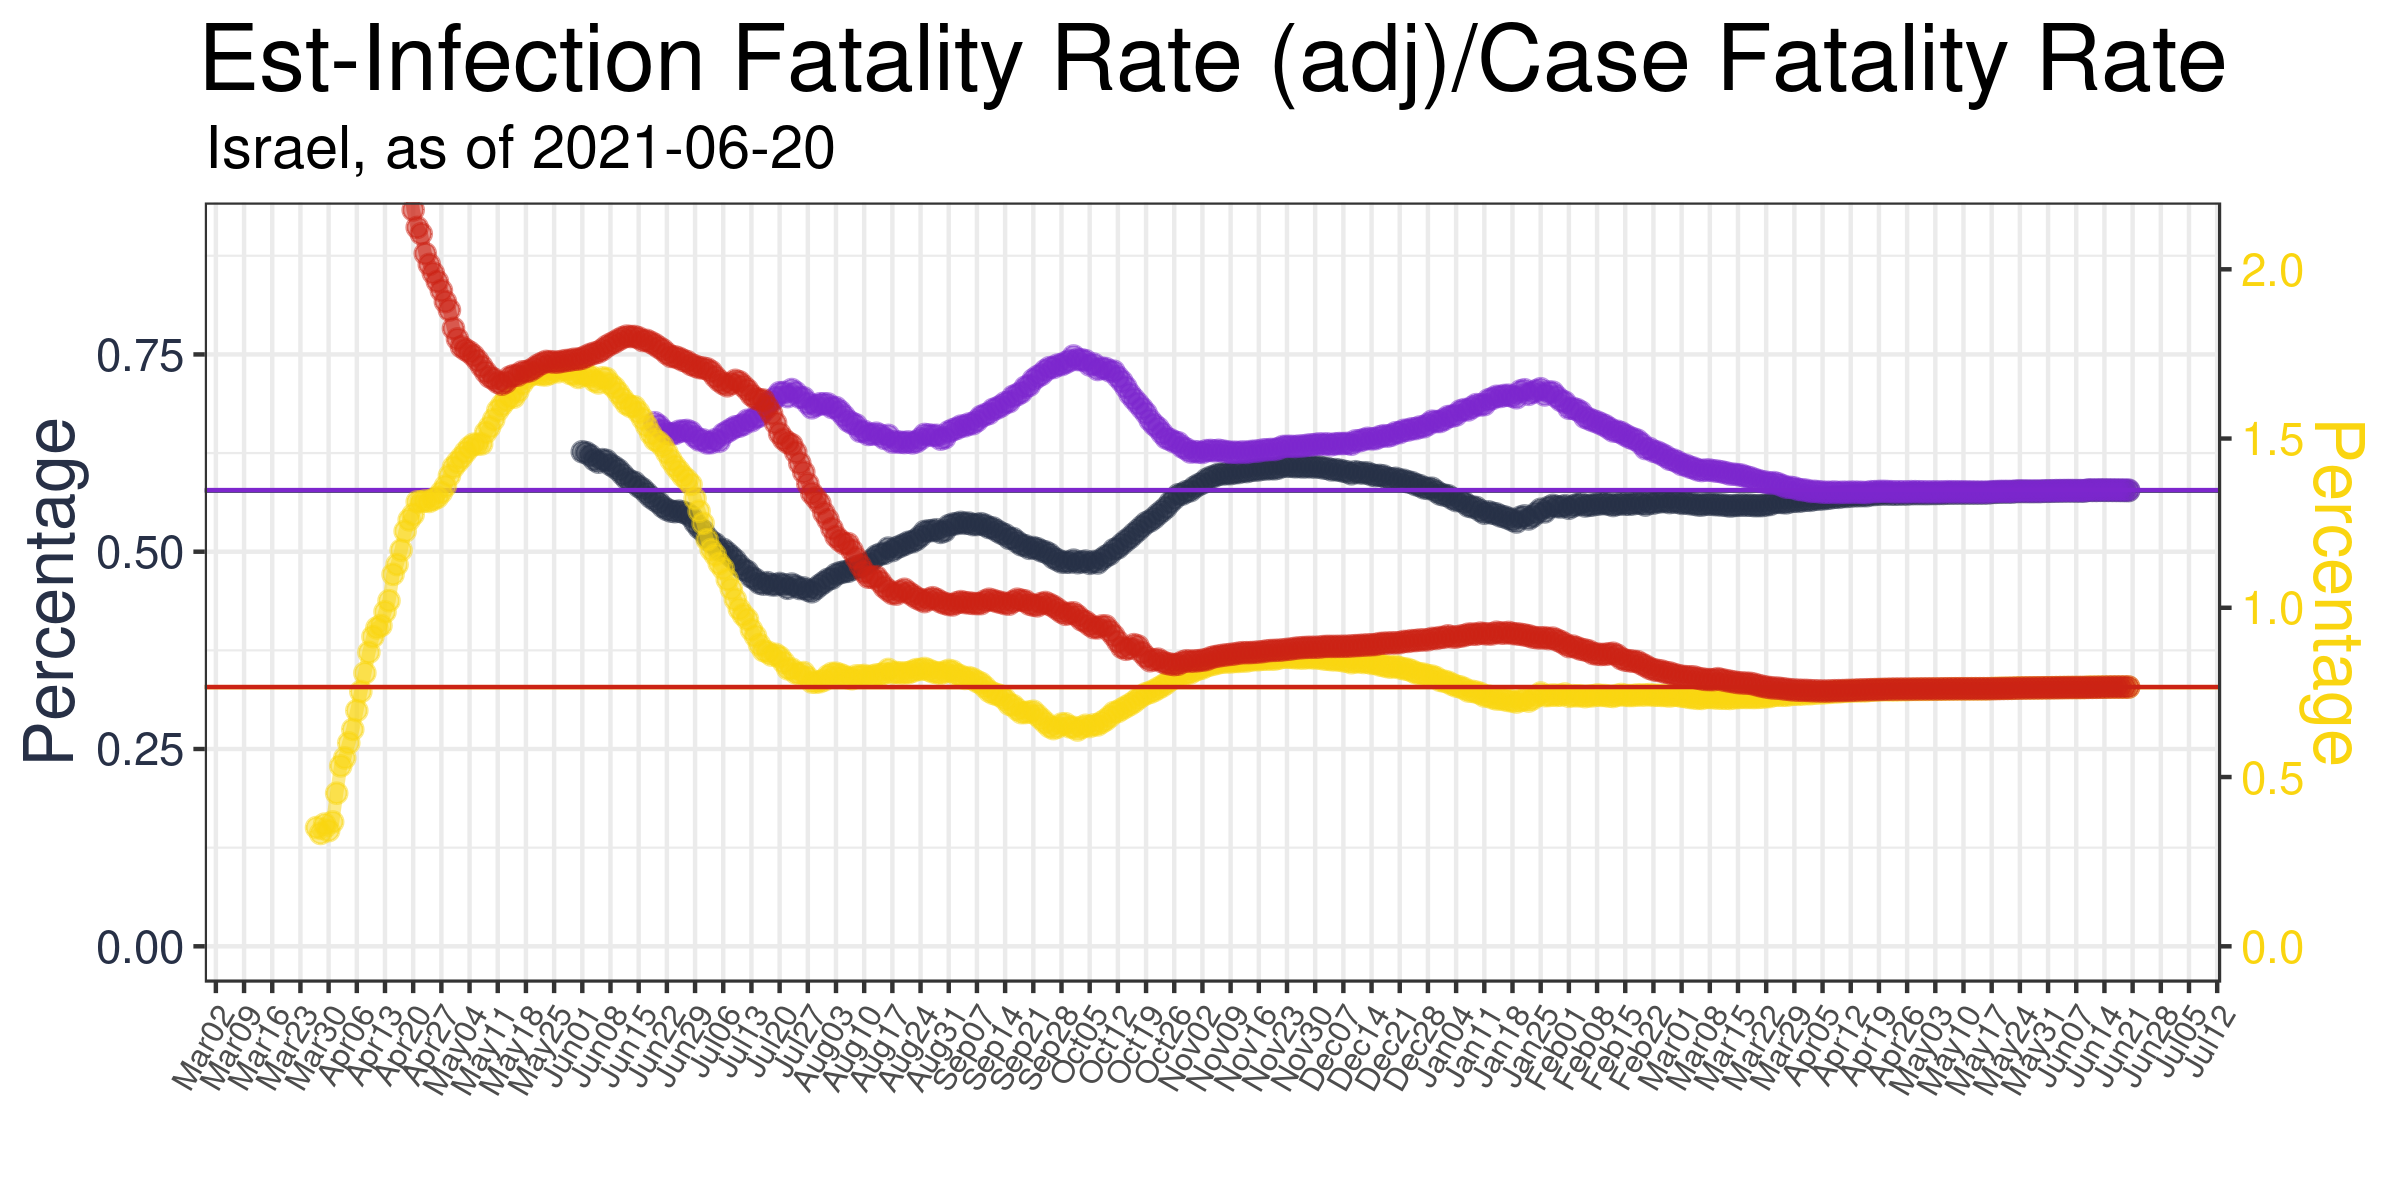 Est-Infection Fatality Rate (adj)/Case Fatality Rate
Israel, as of 2021-06-20
Percentage
0.75
0.50
0.25
0.00
2.0
1.5
1.0
0.5
0.0
Percentage
Mar02
Mar09
Mar16
Mar23
Mar30
Apr06
Apr13
Apr20
Apr27
May04
May11
May18
May25
Jun01
Jun08
Jun15
Jun22
Jun29
Jul06
Jul13
Jul20
Jul27
Aug03
Aug10
Aug17
Aug24
Aug31
Sep07
Sep14
Sep21
Sep28
Oct05
Oct12
Oct19
Oct26
Nov02
Nov09
Nov16
Nov23
Nov30
Dec07
Dec14
Dec21
Dec28
Jan04
Jan11
Jan18
Jan25
Feb01
Feb08
Feb15
Feb22
Mar01
Mar08
Mar15
Mar22
Mar29
Apr05
Apr12
Apr19
Apr26
May03
May10
May17
May24
May31
Jun07
Jun14
Jun21
Jun28
Jul05
Jul12